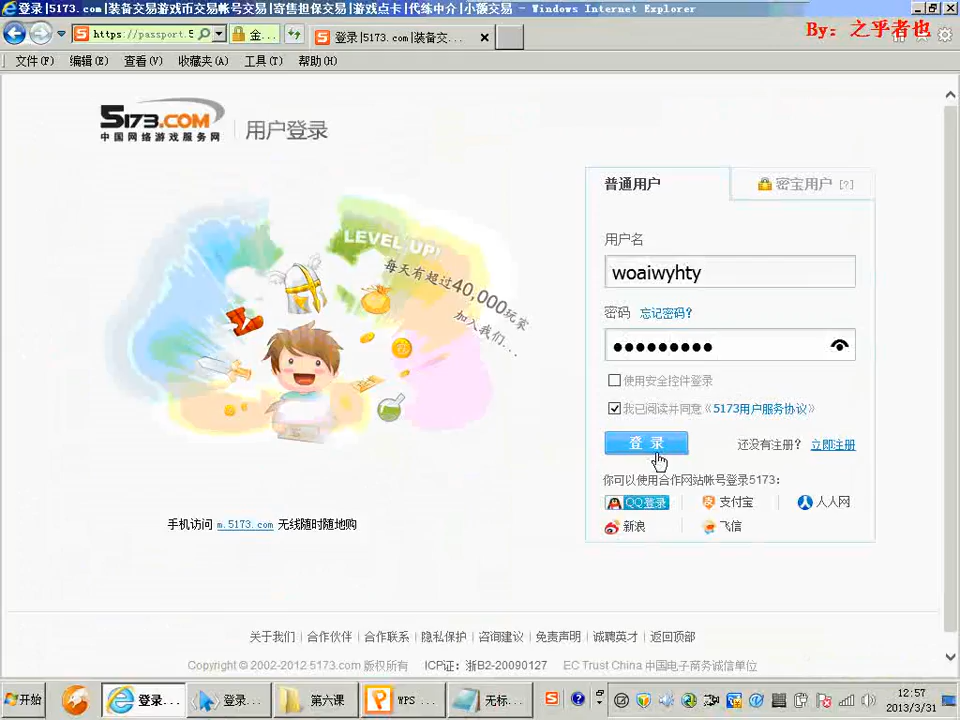 登录|5173.com|装备交易游戏币交易帐号交易|寄售担保交易|游戏点卡|代练中介|小额交易 - Windows Internet Explorer
https://passport.5
金...
登录|5173.com|装备交...
By：之乎者也
文件(F) 编辑(E) 查看(V) 收藏夹(A) 工具(T) 帮助(H)
5173.COM
中国网络游戏服务网
用户登录
普通用户
密宝用户 [?]
LEVEL UP!
每天有超过40,000玩家
加入我们...
用户名
woaiwyhty
密码 忘记密码?
使用安全控件登录
我已阅读并同意《5173用户服务协议》
登 录
还没有注册? 立即注册
你可以使用合作网站帐号登录5173:
QQ登录 支付宝 人人网
新浪 飞信
手机访问 m.5173.com 无线随时随地购
关于我们 | 合作伙伴 | 合作联系 | 隐私保护 | 咨询建议 | 免责声明 | 诚聘英才 | 返回顶部
Copyright © 2002-2012 5173.com 版权所有 ICP证：浙B2-20090127 EC Trust China 中国电子商务诚信单位
开始 登录... 登录... 第六课 WPS ... 无标...
12:57
2013/3/31